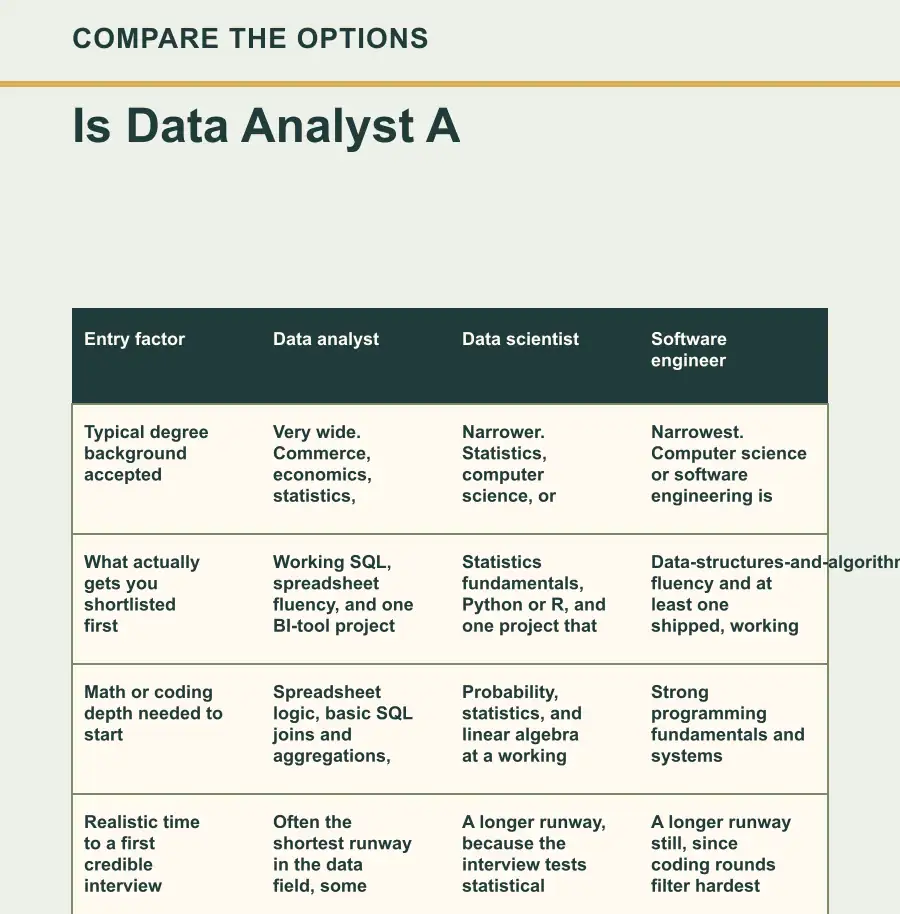 COMPARE THE OPTIONS
Is Data Analyst A
Entry factor
Data analyst
Data scientist
Software
engineer
Typical degree
background
accepted
Very wide.
Commerce,
economics,
statistics,
Narrower.
Statistics,
computer
science, or
Narrowest.
Computer science
or software
engineering is
What actually
gets you
shortlisted
first
Working SQL,
spreadsheet
fluency, and one
BI-tool project
Statistics
fundamentals,
Python or R, and
one project that
Data-structures-and-algorithm
fluency and at
least one
shipped, working
Math or coding
depth needed to
start
Spreadsheet
logic, basic SQL
joins and
aggregations,
Probability,
statistics, and
linear algebra
at a working
Strong
programming
fundamentals and
systems
Realistic time
to a first
credible
interview
Often the
shortest runway
in the data
field, some
A longer runway,
because the
interview tests
statistical
A longer runway
still, since
coding rounds
filter hardest